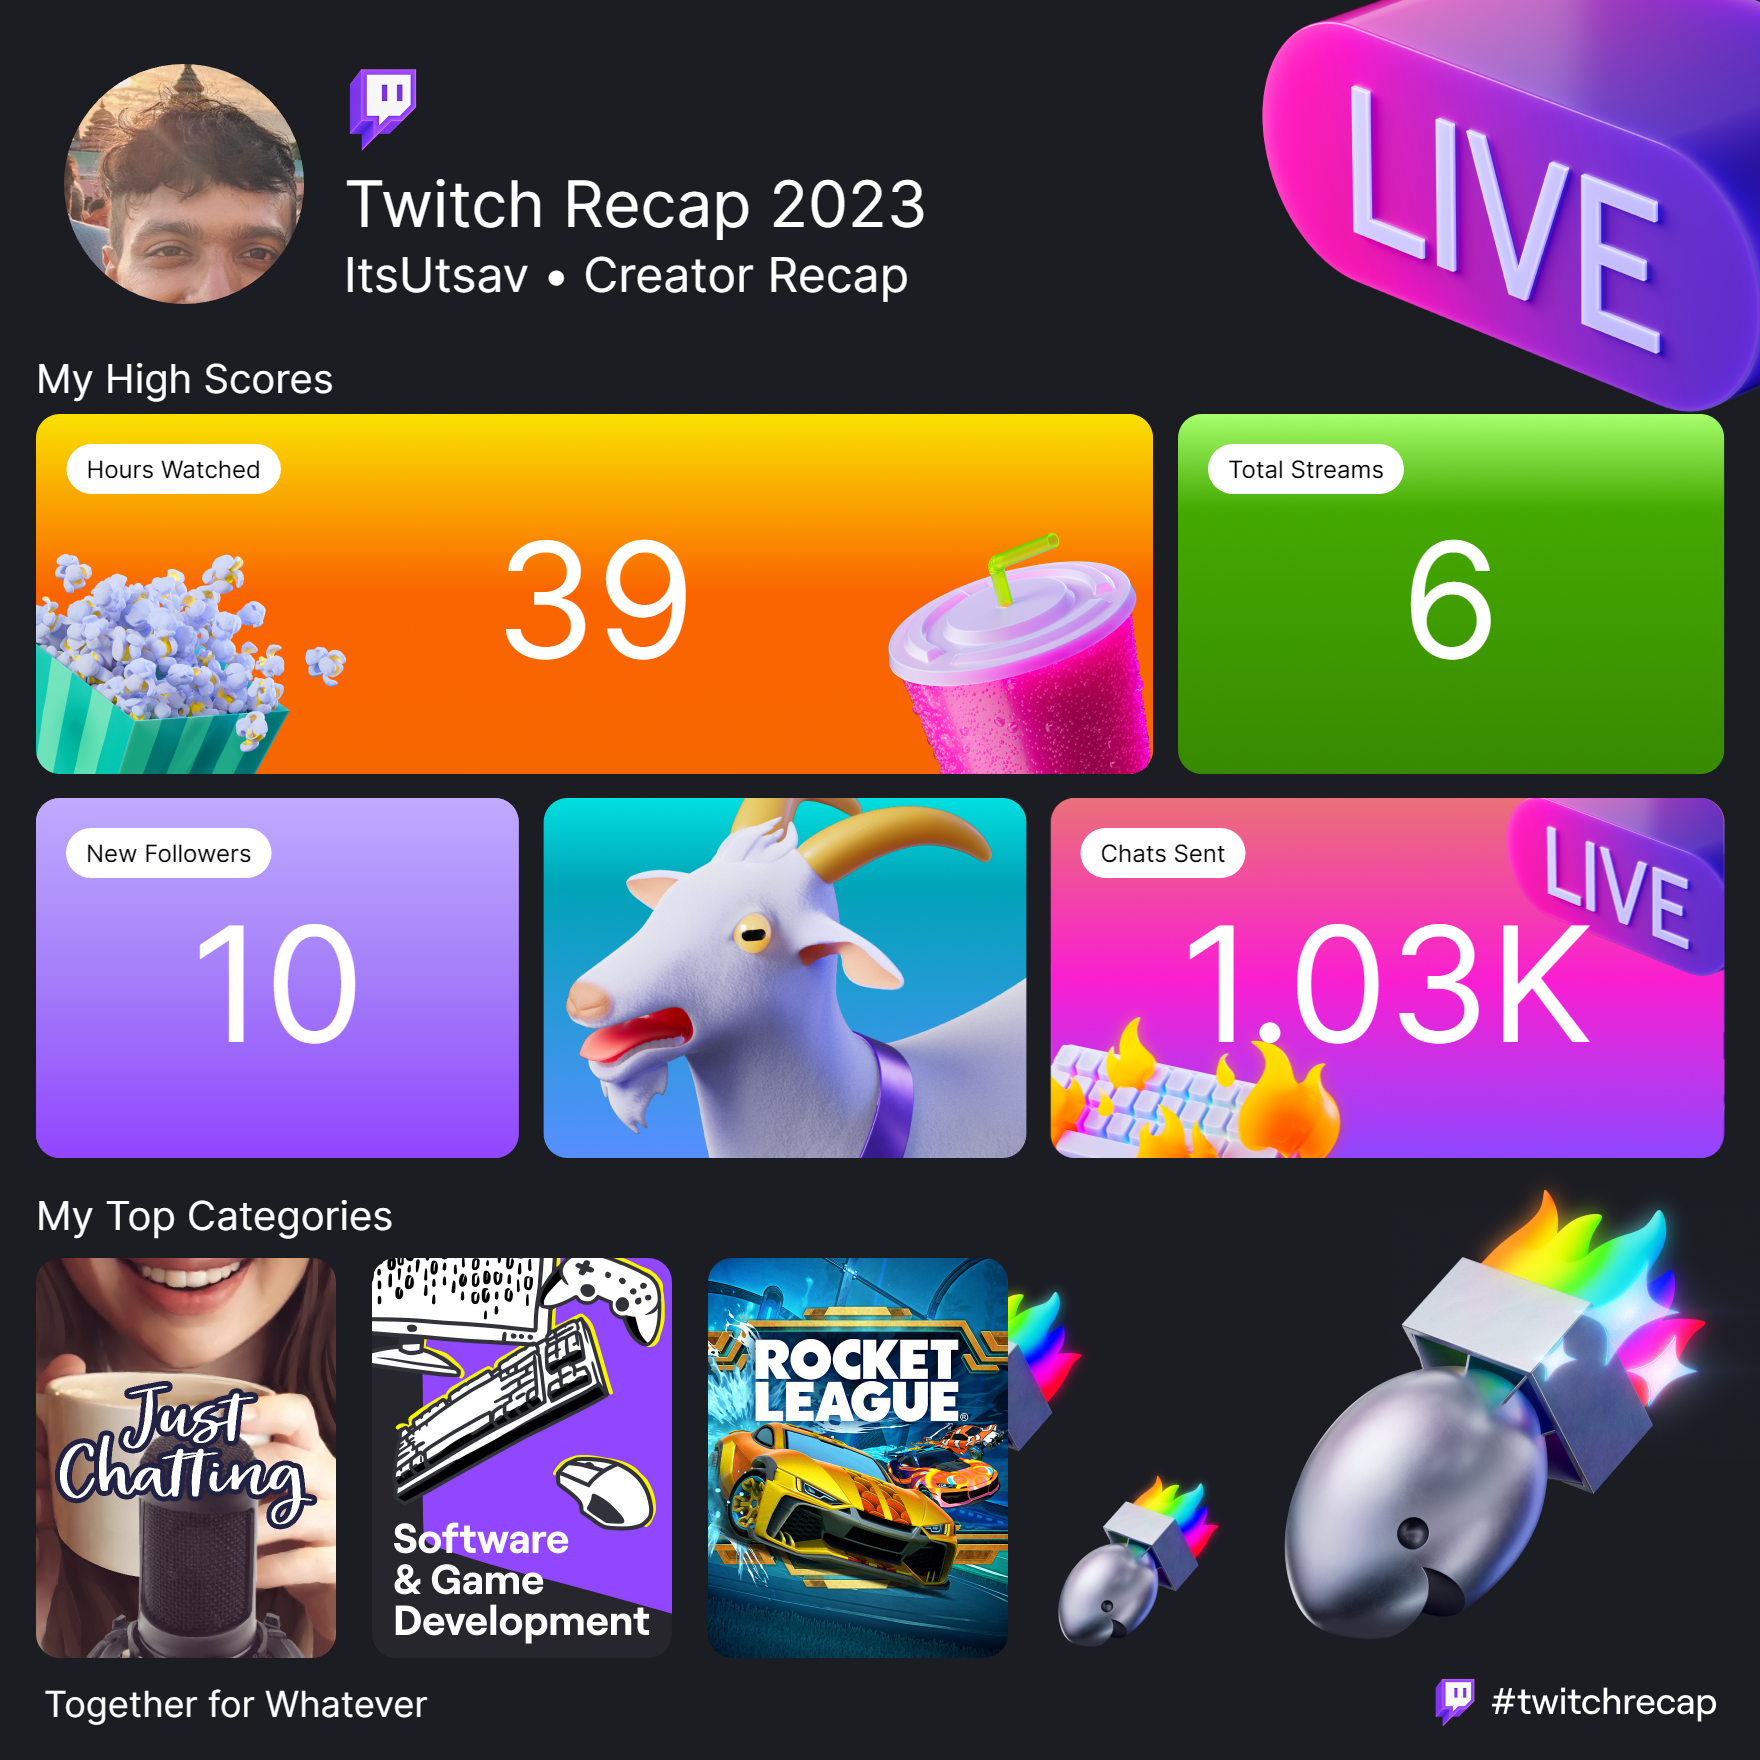 Twitch Recap 2023
ItsUtsav • Creator Recap
LIVE
My High Scores
Hours Watched
39
Total Streams
6
New Followers
10
Chats Sent
LIVE
1.03K
My Top Categories
Just
Chatting
Software
& Game
Development
ROCKET
LEAGUE®
Together for Whatever
#twitchrecap